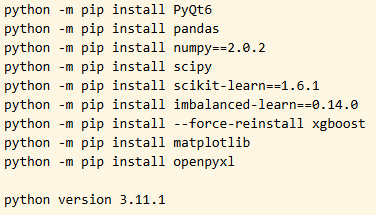 python -m pip install PyQt6
python -m pip install pandas
python -m pip install numpy==2.0.2
python -m pip install scipy
python -m pip install scikit-learn==1.6.1
python -m pip install imbalanced-learn==0.14.0
python -m pip install --force-reinstall xgboost
python -m pip install matplotlib
python -m pip install openpyxl
python version 3.11.1